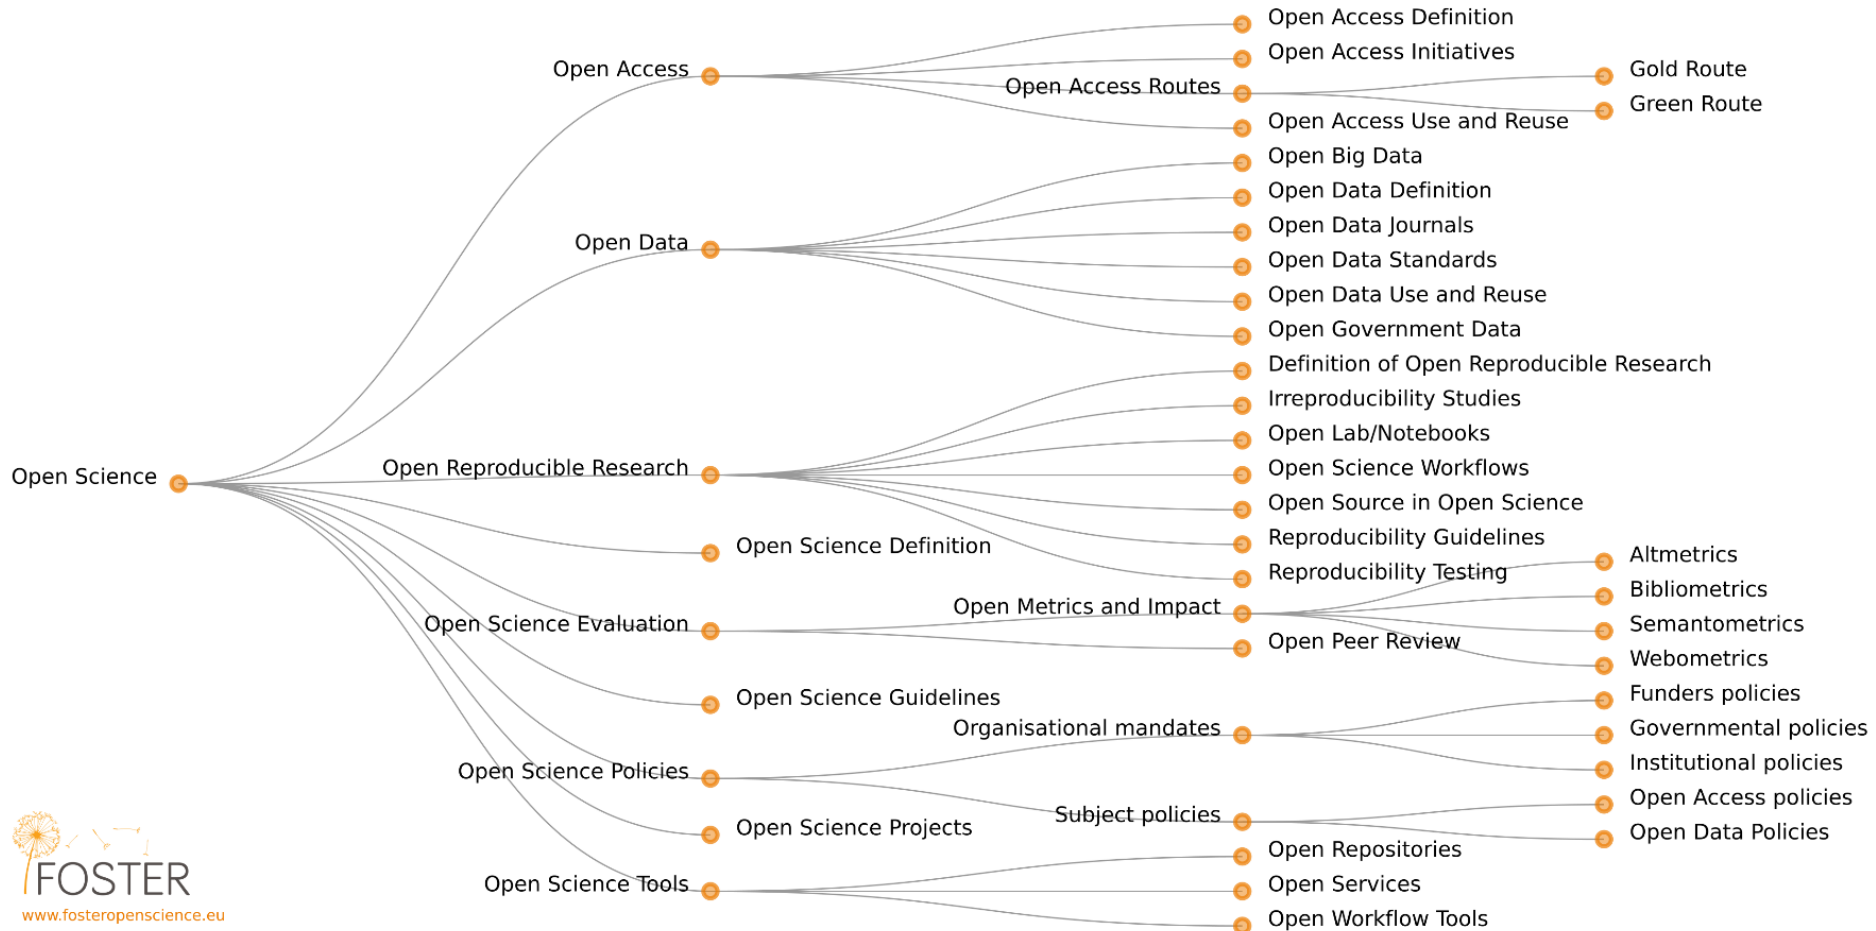 Open Science
Open Access
Open Access Definition
Open Access Initiatives
Open Access Routes
Gold Route
Green Route
Open Access Use and Reuse
Open Data
Open Big Data
Open Data Definition
Open Data Journals
Open Data Standards
Open Data Use and Reuse
Open Government Data
Open Reproducible Research
Definition of Open Reproducible Research
Irreproducibility Studies
Open Lab/Notebooks
Open Science Workflows
Open Source in Open Science
Reproducibility Guidelines
Reproducibility Testing
Open Science Definition
Open Science Evaluation
Open Metrics and Impact
Altmetrics
Bibliometrics
Semantometrics
Webometrics
Open Peer Review
Open Science Guidelines
Open Science Policies
Organisational mandates
Funders policies
Governmental policies
Institutional policies
Subject policies
Open Access policies
Open Data Policies
Open Science Projects
Open Science Tools
Open Repositories
Open Services
Open Workflow Tools
FOSTER
www.fosteropenscience.eu